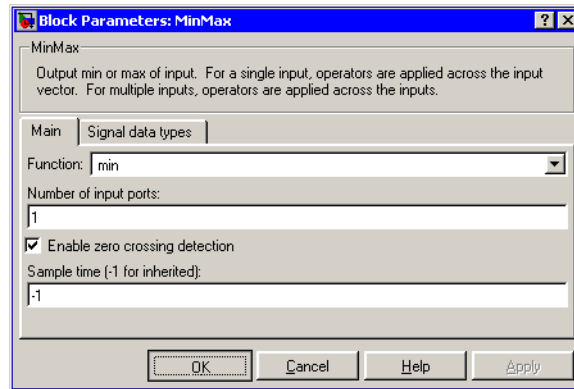 Block Parameters: MinMax
MinMax
Output min or max of input. For a single input, operators are applied across the input
vector. For multiple inputs, operators are applied across the inputs.
Main Signal data types
Function: min
Number of input ports:
1
Enable zero crossing detection
Sample time (-1 for inherited):
-1
OK Cancel Help Apply